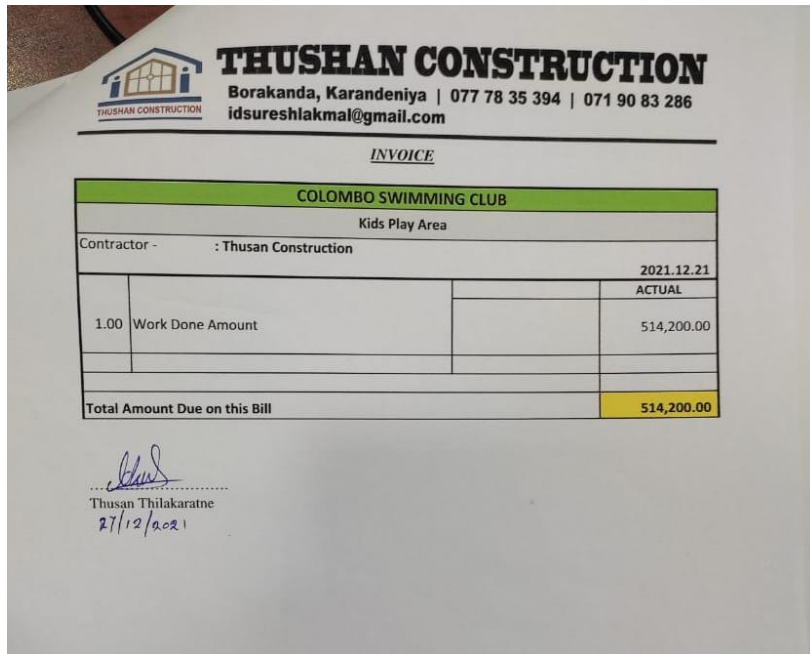 THUSHAN CONSTRUCTION
THUSHAN CONSTRUCTION
Borakanda, Karandeniya | 077 78 35 394 | 071 90 83 286
idsureshlakmal@gmail.com
INVOICE
COLOMBO SWIMMING CLUB
Kids Play Area
Contractor - : Thusan Construction
2021.12.21
ACTUAL
1.00 Work Done Amount 514,200.00
Total Amount Due on this Bill 514,200.00
Thusan Thilakaratne
27/12/2021